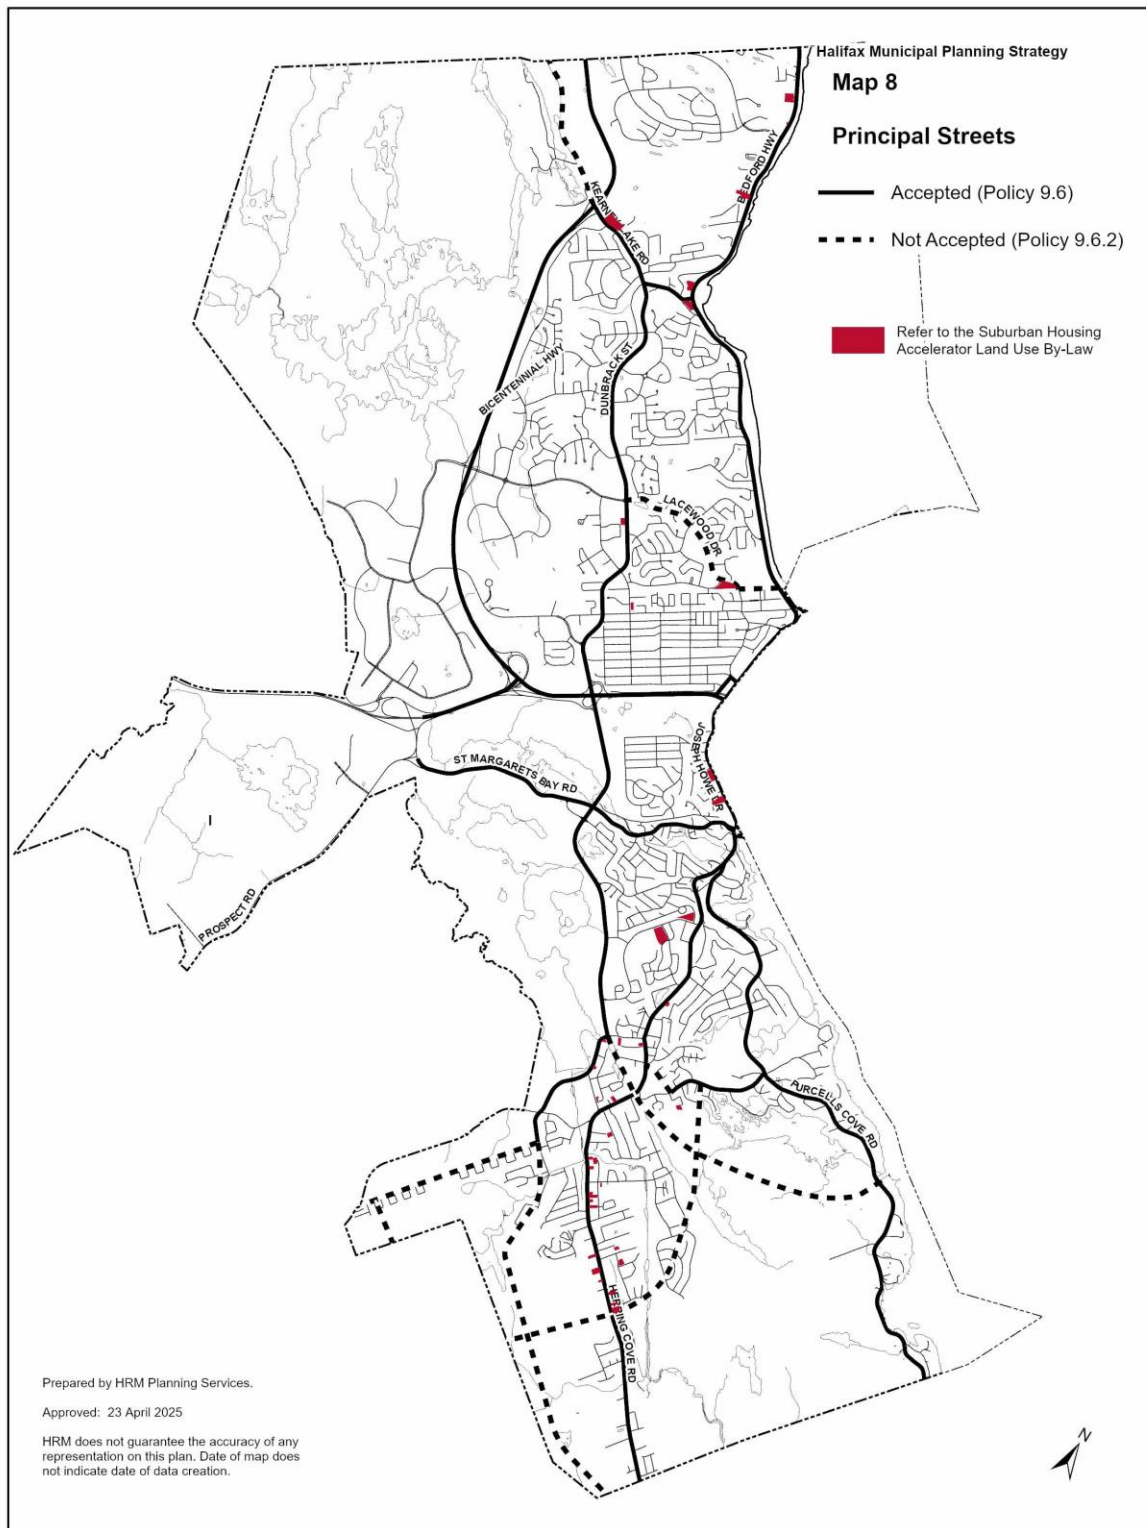 Halifax Municipal Planning Strategy
Map 8
Principal Streets
Accepted (Policy 9.6)
Not Accepted (Policy 9.6.2)
Refer to the Suburban Housing
Accelerator Land Use By-Law
BEDFORD HWY
KEARNEY LAKE RD
BICENTENNIAL HWY
DUNBRACK ST
LACEWOOD DR
JOSEPH HOWE DR
ST MARGARETS BAY RD
PROSPECT RD
PURCELLS COVE RD
HERRING COVE RD
Prepared by HRM Planning Services.
Approved: 23 April 2025
HRM does not guarantee the accuracy of any
representation on this plan. Date of map does
not indicate date of data creation.
N